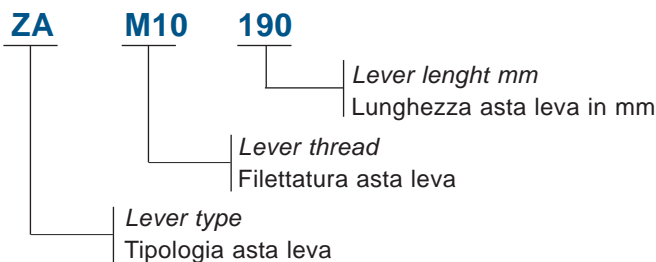 ZA M10 190
Lever lenght mm
Lunghezza asta leva in mm
Lever thread
Filettatura asta leva
Lever type
Tipologia asta leva